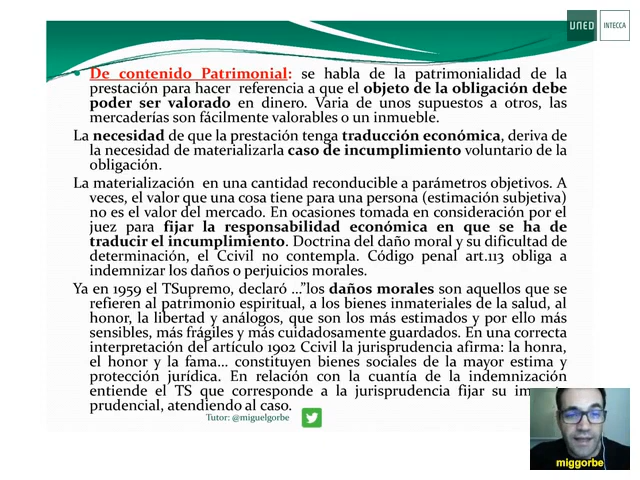 UNED
INTECCA
• De contenido Patrimonial: se habla de la patrimonialidad de la
prestación para hacer referencia a que el objeto de la obligación debe
poder ser valorado en dinero. Varia de unos supuestos a otros, las
mercaderías son fácilmente valorables o un inmueble.
La necesidad de que la prestación tenga traducción económica, deriva de
la necesidad de materializarla caso de incumplimiento voluntario de la
obligación.
La materialización en una cantidad reconducible a parámetros objetivos. A
veces, el valor que una cosa tiene para una persona (estimación subjetiva)
no es el valor del mercado. En ocasiones tomada en consideración por el
juez para fijar la responsabilidad económica en que se ha de
traducir el incumplimiento. Doctrina del daño moral y su dificultad de
determinación, el Ccivil no contempla. Código penal art.113 obliga a
indemnizar los daños o perjuicios morales.
Ya en 1959 el TSupremo, declaró ..."los daños morales son aquellos que se
refieren al patrimonio espiritual, a los bienes inmateriales de la salud, al
honor, la libertad y análogos, que son los más estimados y por ello más
sensibles, más frágiles y más cuidadosamente guardados. En una correcta
interpretación del artículo 1902 Ccivil la jurisprudencia afirma: la honra,
el honor y la fama... constituyen bienes sociales de la mayor estima y
protección jurídica. En relación con la cuantía de la indemnización
entiende el TS que corresponde a la jurisprudencia fijar su
prudencial, atendiendo al caso.
Tutor: @miguelgorbe
miggorbe